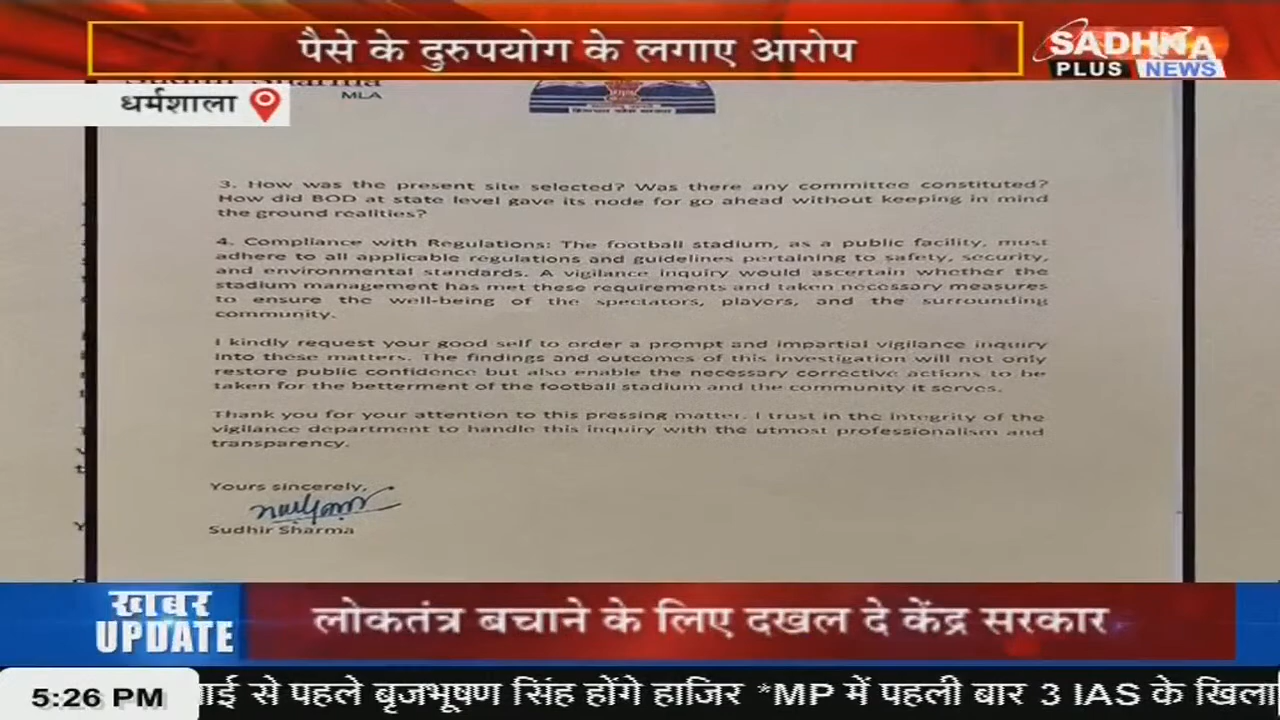 पैसे के दुरुपयोग के लगाए आरोप
SADHNA
PLUS NEWS
धर्मशाला
MLA
3. How was the present site selected? Was there any committee constituted?
How did BOD at state level gave its node for go ahead without keeping in mind
the ground realities?
4. Compliance with Regulations: The football stadium, as a public facility, must
adhere to all applicable regulations and guidelines pertaining to safety, security,
and environmental standards. A vigilance inquiry would ascertain whether the
stadium management has met these requirements and taken necessary measures
to ensure the well-being of the spectators, players, and the surrounding
community.
I kindly request your good self to order a prompt and impartial vigilance inquiry
into these matters. The findings and outcomes of this investigation will not only
restore public confidence but also enable the necessary corrective actions to be
taken for the betterment of the football stadium and the community it serves.
Thank you for your attention to this pressing matter. I trust in the integrity of the
vigilance department to handle this inquiry with the utmost professionalism and
transparency.
Yours sincerely,
Sudhir Sharma
खबर
UPDATE
लोकतंत्र बचाने के लिए दखल दे केंद्र सरकार
5:26 PM
ाई से पहले बृजभूषण सिंह होंगे हाजिर *MP में पहली बार 3 IAS के खिला